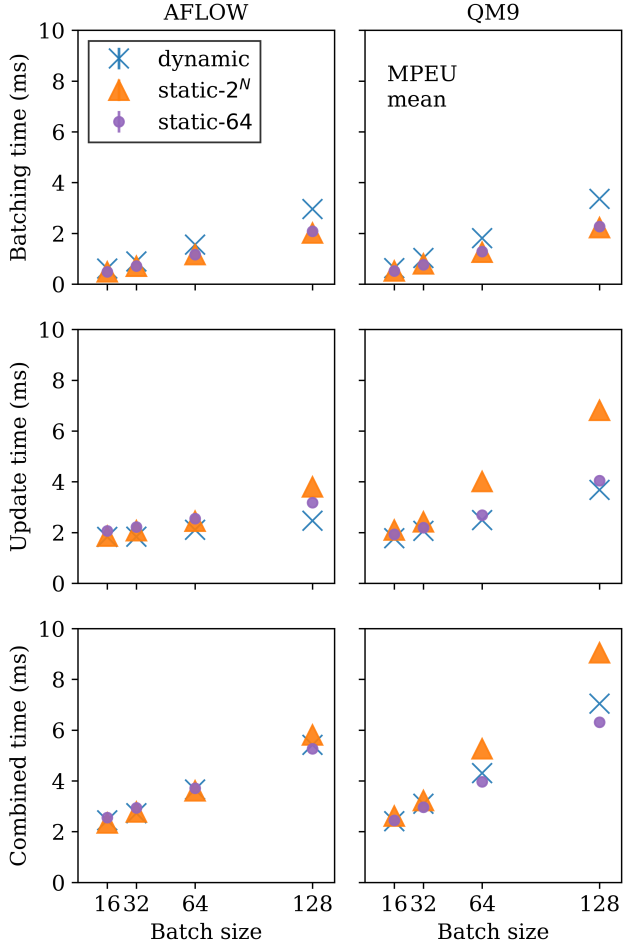 AFLOW
QM9
10
8
6
4
2
0
Batching time (ms)
dynamic
static-2^N
static-64
MPEU
mean
10
8
6
4
2
0
Update time (ms)
10
8
6
4
2
0
Combined time (ms)
16 32 64 128
Batch size
16 32 64 128
Batch size